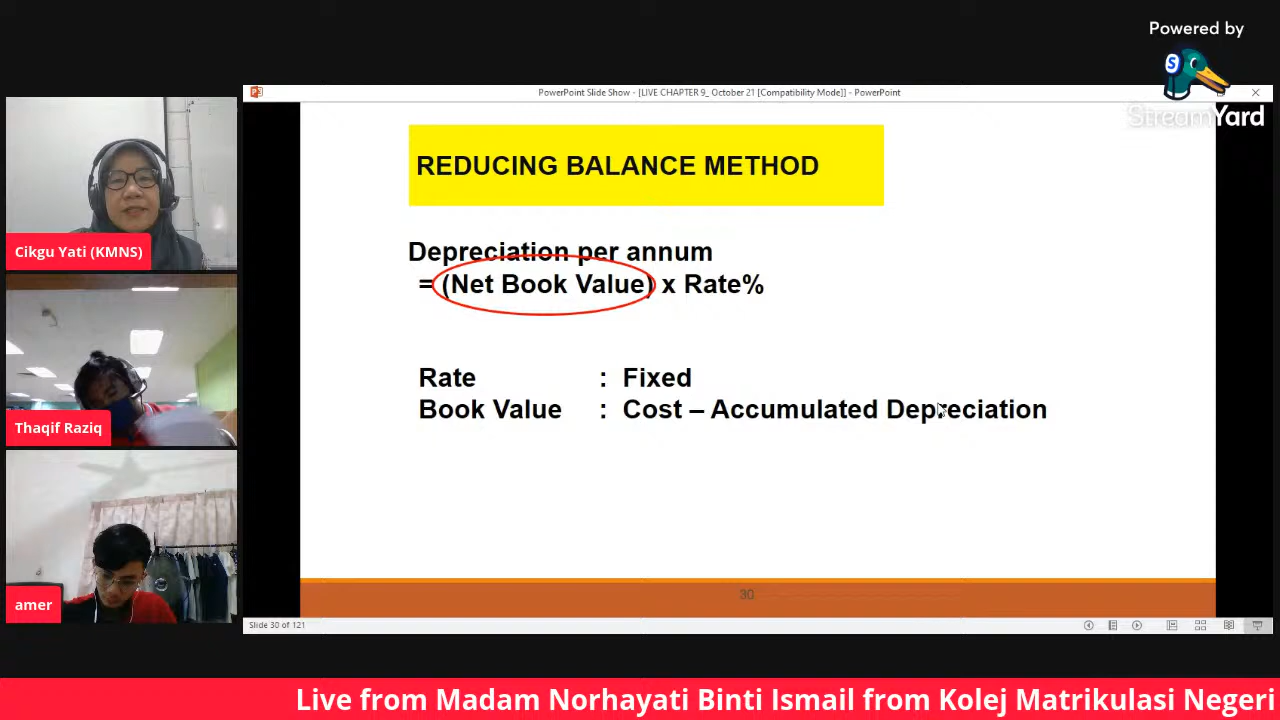 Powered by
S
StreamYard
PowerPoint Slide Show - [LIVE CHAPTER 9_ October 21 [Compatibility Mode]] - PowerPoint
REDUCING BALANCE METHOD
Depreciation per annum
= (Net Book Value) x Rate%
Rate : Fixed
Book Value : Cost – Accumulated Depreciation
30
Slide 30 of 121
Cikgu Yati (KMNS)
Thaqif Raziq
amer
Live from Madam Norhayati Binti Ismail from Kolej Matrikulasi Negeri